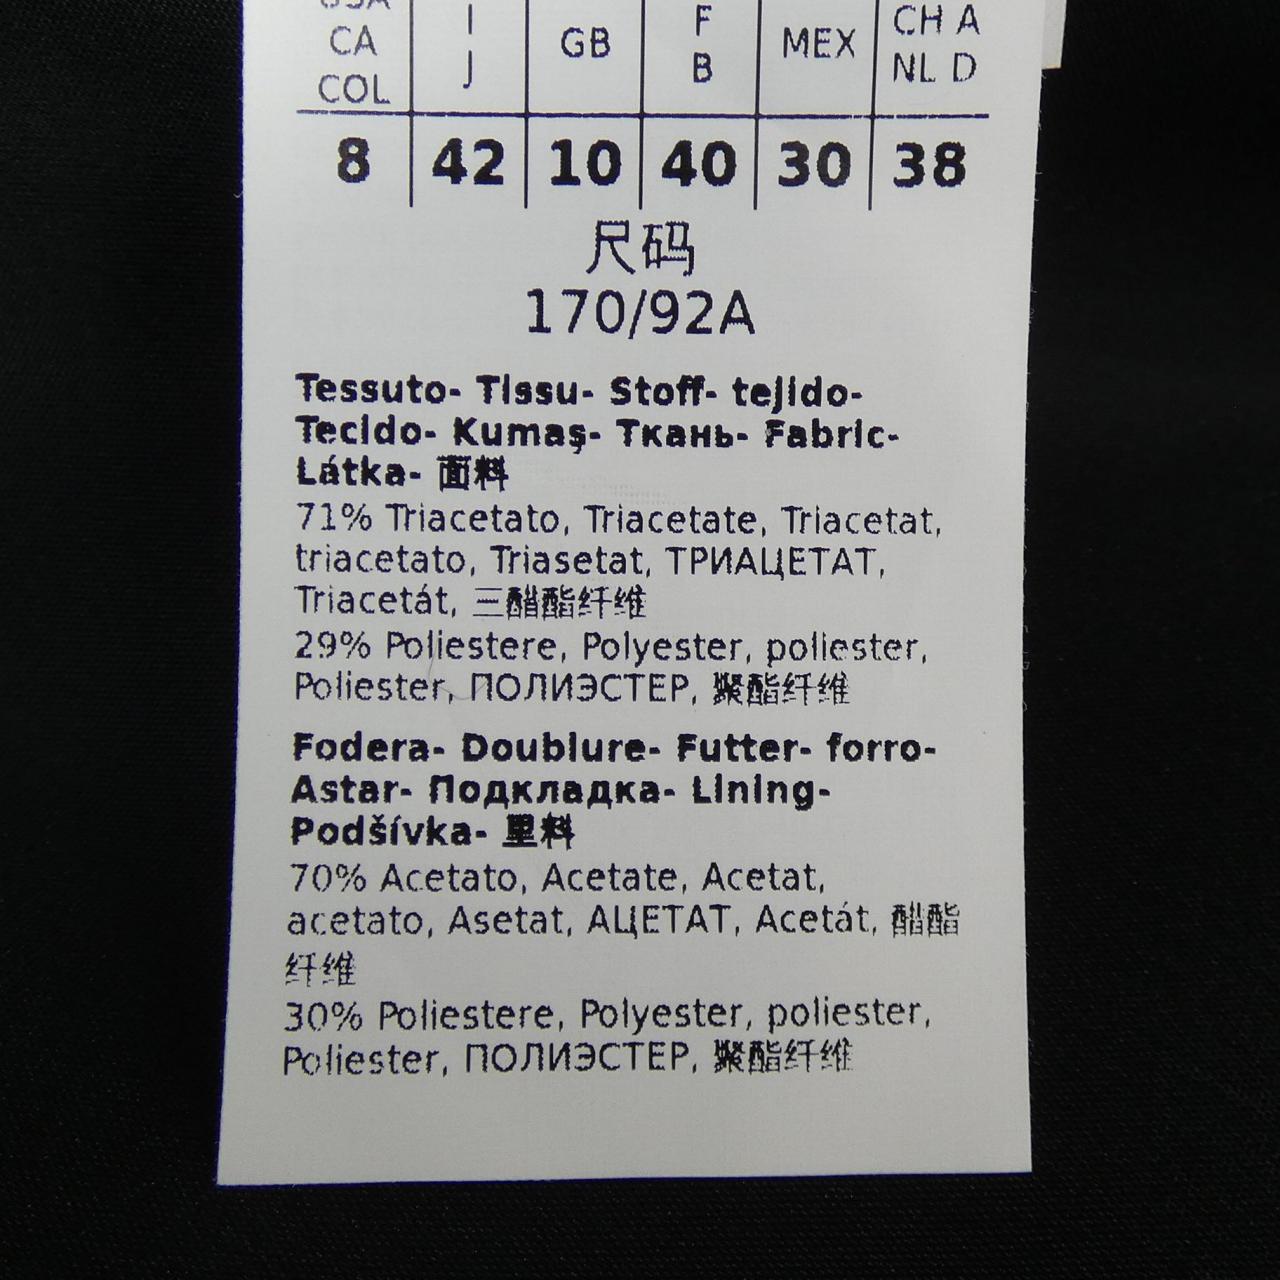 USA
CA
COL
I
J
GB
F
B
MEX
CH A
NL D
8 42 10 40 30 38
尺码
170/92A
Tessuto- Tissu- Stoff- tejido-
Tecido- Kumaş- Ткань- Fabric-
Látka- 面料
71% Triacetato, Triacetate, Triacetat,
triacetato, Triasetat, ТРИАЦЕТАТ,
Triacetát, 三醋酯纤维
29% Poliestere, Polyester, poliester,
Poliester, ПОЛИЭСТЕР, 聚酯纤维
Fodera- Doublure- Futter- forro-
Astar- Подкладка- Lining-
Podšívka- 里料
70% Acetato, Acetate, Acetat,
acetato, Asetat, АЦЕТАТ, Acetát, 醋酯
纤维
30% Poliestere, Polyester, poliester,
Poliester, ПОЛИЭСТЕР, 聚酯纤维